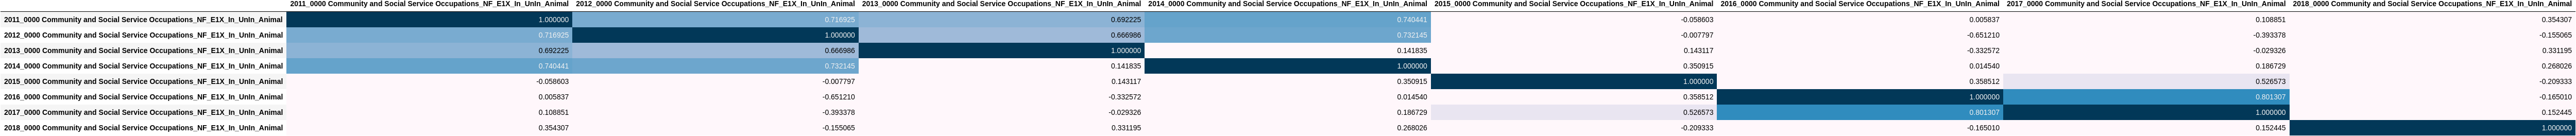 2011_0000 Community and Social Service Occupations_NF_E1X_In_UnIn_Animal 2012_0000 Community and Social Service Occupations_NF_E1X_In_UnIn_Animal 2013_0000 Community and Social Service Occupations_NF_E1X_In_UnIn_Animal 2014_0000 Community and Social Service Occupations_NF_E1X_In_UnIn_Animal 2015_0000 Community and Social Service Occupations_NF_E1X_In_UnIn_Animal 2016_0000 Community and Social Service Occupations_NF_E1X_In_UnIn_Animal 2017_0000 Community and Social Service Occupations_NF_E1X_In_UnIn_Animal 2018_0000 Community and Social Service Occupations_NF_E1X_In_UnIn_Animal
2011_0000 Community and Social Service Occupations_NF_E1X_In_UnIn_Animal 1.000000 0.716925 0.692225 0.740441 -0.058603 0.005837 0.108851 0.354307
2012_0000 Community and Social Service Occupations_NF_E1X_In_UnIn_Animal 0.716925 1.000000 0.666986 0.732145 -0.007797 -0.651210 -0.393378 -0.155065
2013_0000 Community and Social Service Occupations_NF_E1X_In_UnIn_Animal 0.692225 0.666986 1.000000 0.141835 0.143117 -0.332572 -0.029326 0.331195
2014_0000 Community and Social Service Occupations_NF_E1X_In_UnIn_Animal 0.740441 0.732145 0.141835 1.000000 0.350915 0.014540 0.186729 0.268026
2015_0000 Community and Social Service Occupations_NF_E1X_In_UnIn_Animal -0.058603 -0.007797 0.143117 0.350915 1.000000 0.358512 0.526573 -0.209333
2016_0000 Community and Social Service Occupations_NF_E1X_In_UnIn_Animal 0.005837 -0.651210 -0.332572 0.014540 0.358512 1.000000 0.801307 -0.165010
2017_0000 Community and Social Service Occupations_NF_E1X_In_UnIn_Animal 0.108851 -0.393378 -0.029326 0.186729 0.526573 0.801307 1.000000 0.152445
2018_0000 Community and Social Service Occupations_NF_E1X_In_UnIn_Animal 0.354307 -0.155065 0.331195 0.268026 -0.209333 -0.165010 0.152445 1.000000